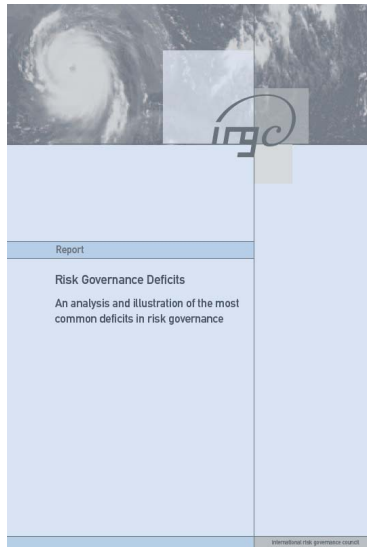 irgc
Report
Risk Governance Deficits
An analysis and illustration of the most
common deficits in risk governance
international risk governance council